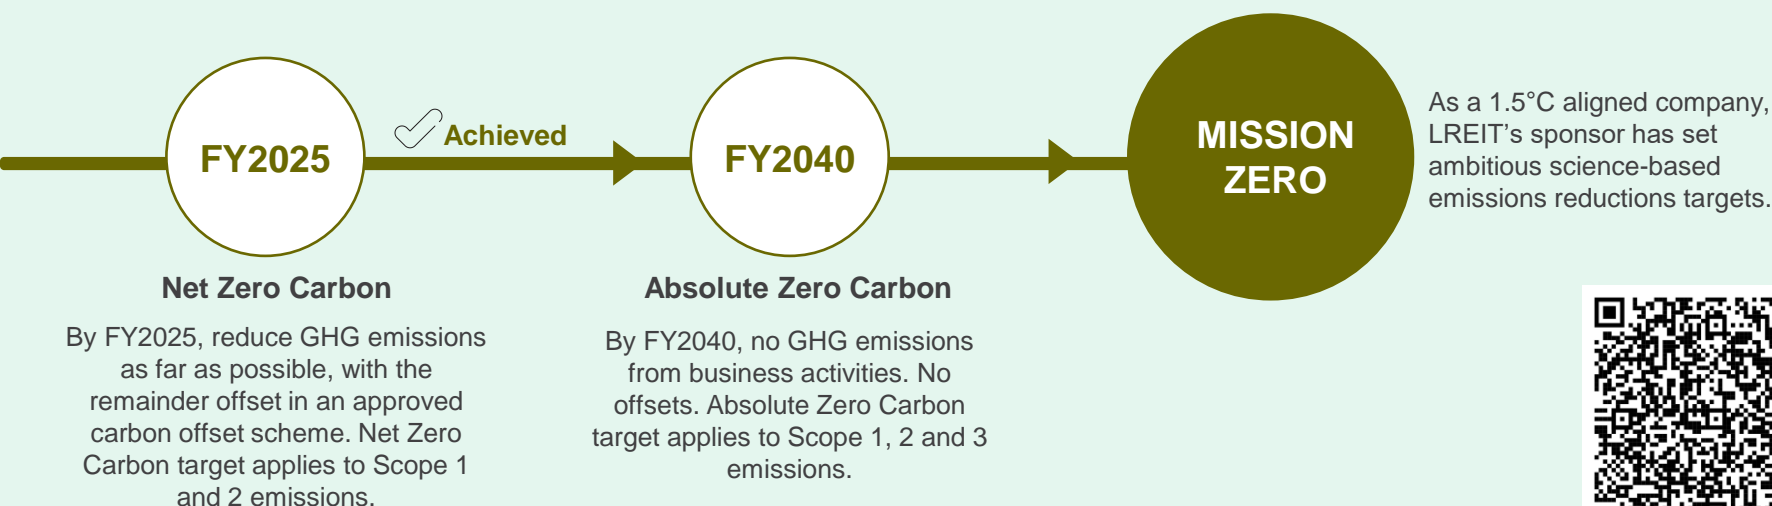 FY2025
Achieved
FY2040
MISSION
ZERO
As a 1.5°C aligned company,
LREIT's sponsor has set
ambitious science-based
emissions reductions targets.
Net Zero Carbon
By FY2025, reduce GHG emissions
as far as possible, with the
remainder offset in an approved
carbon offset scheme. Net Zero
Carbon target applies to Scope 1
and 2 emissions.
Absolute Zero Carbon
By FY2040, no GHG emissions
from business activities. No
offsets. Absolute Zero Carbon
target applies to Scope 1, 2 and 3
emissions.